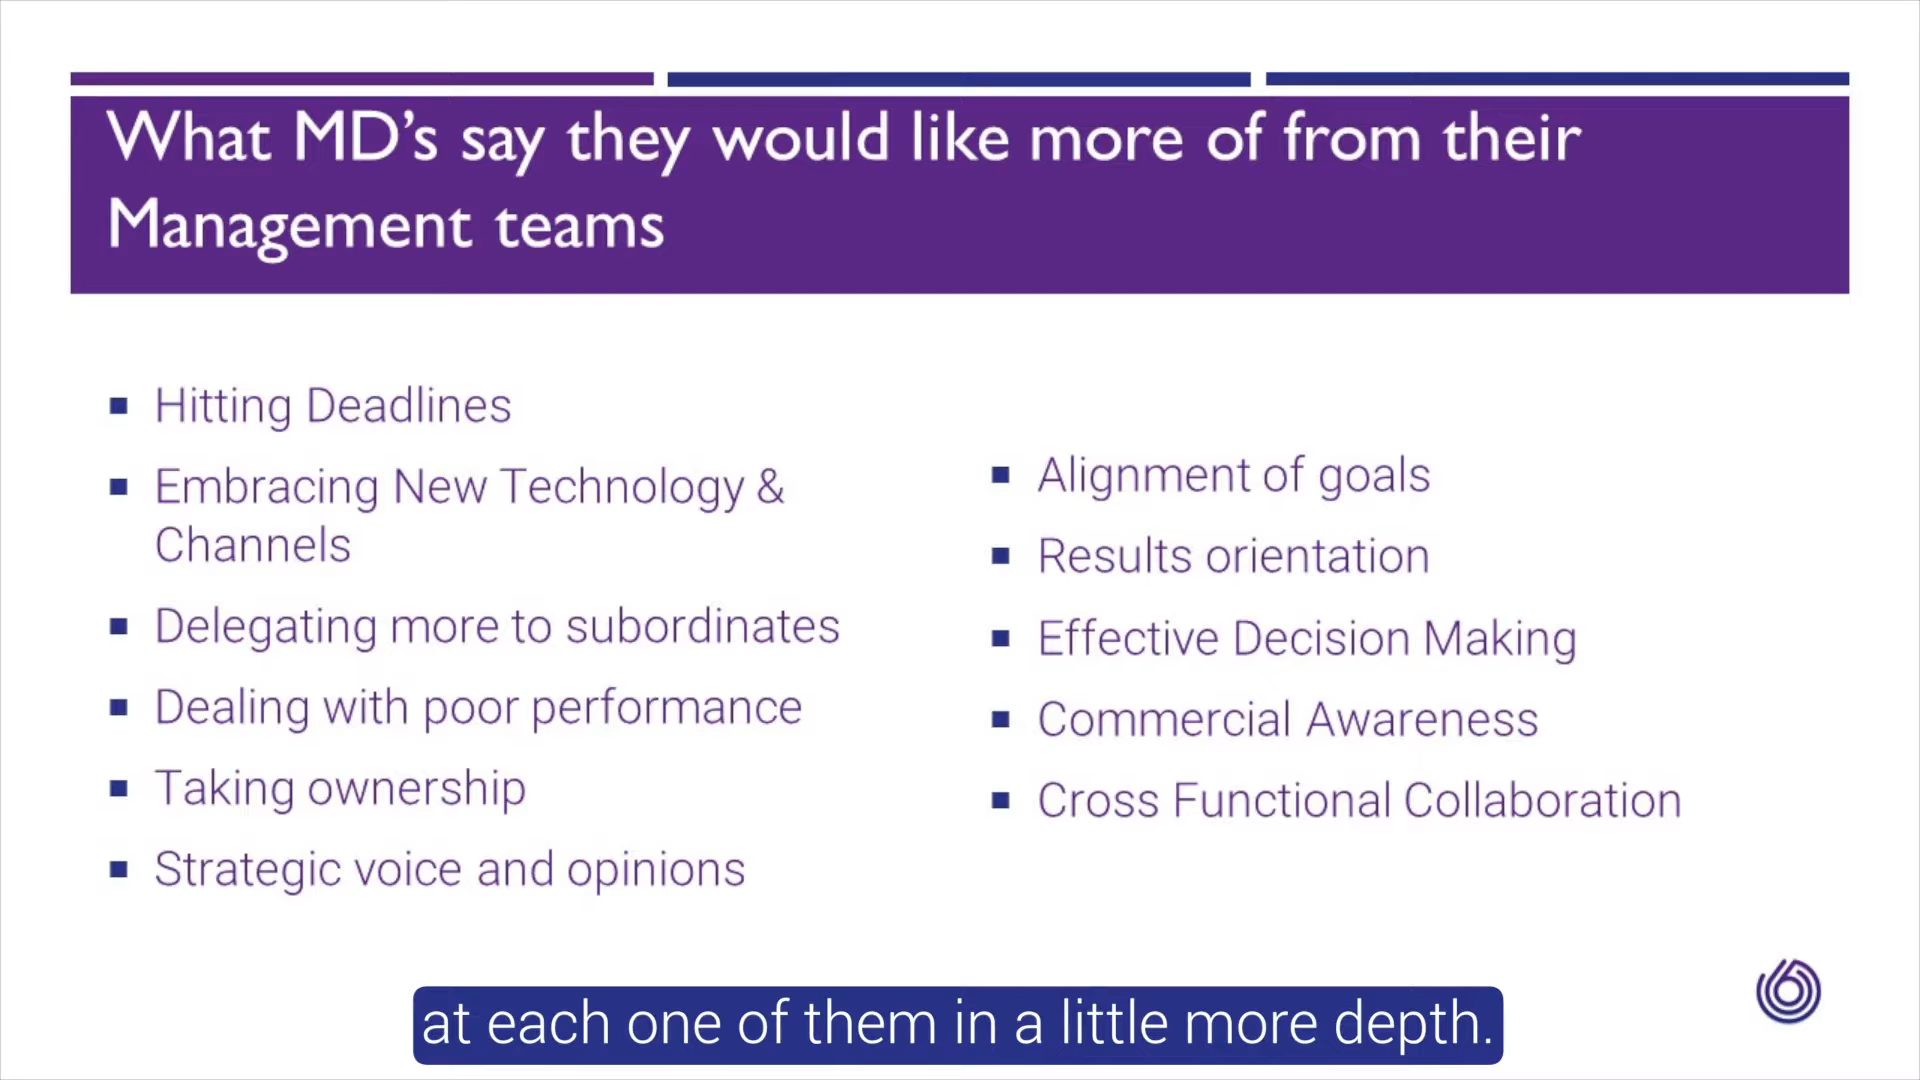 What MD's say they would like more of from their
Management teams
Hitting Deadlines
Embracing New Technology &
Channels
Delegating more to subordinates
Dealing with poor performance
Taking ownership
Strategic voice and opinions
Alignment of goals
Results orientation
Effective Decision Making
Commercial Awareness
Cross Functional Collaboration
at each one of them in a little more depth.